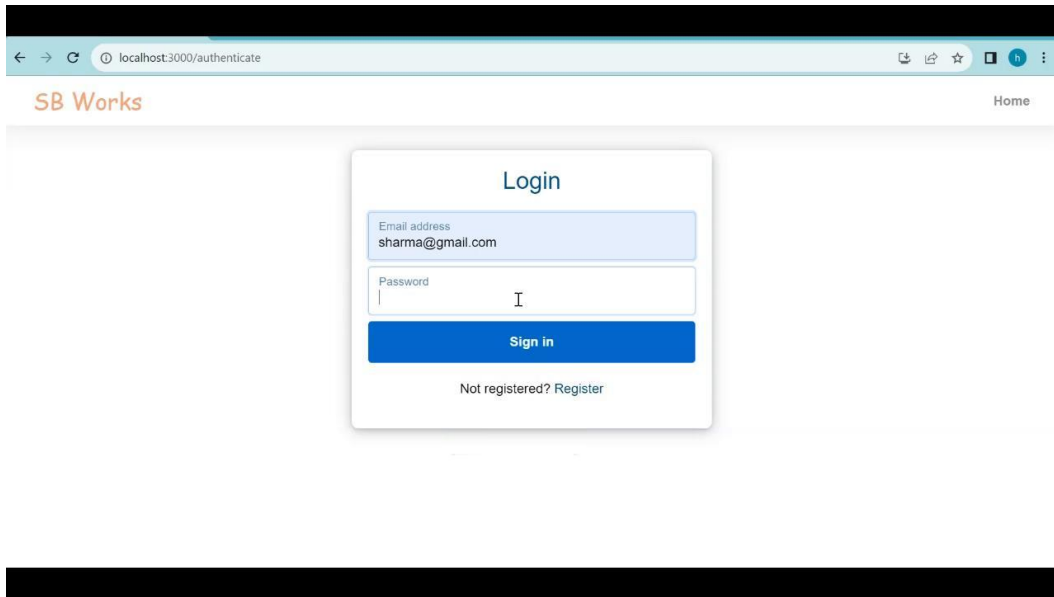 localhost:3000/authenticate
h
SB Works
Home
Login
Email address
sharma@gmail.com
Password
Sign in
Not registered? Register